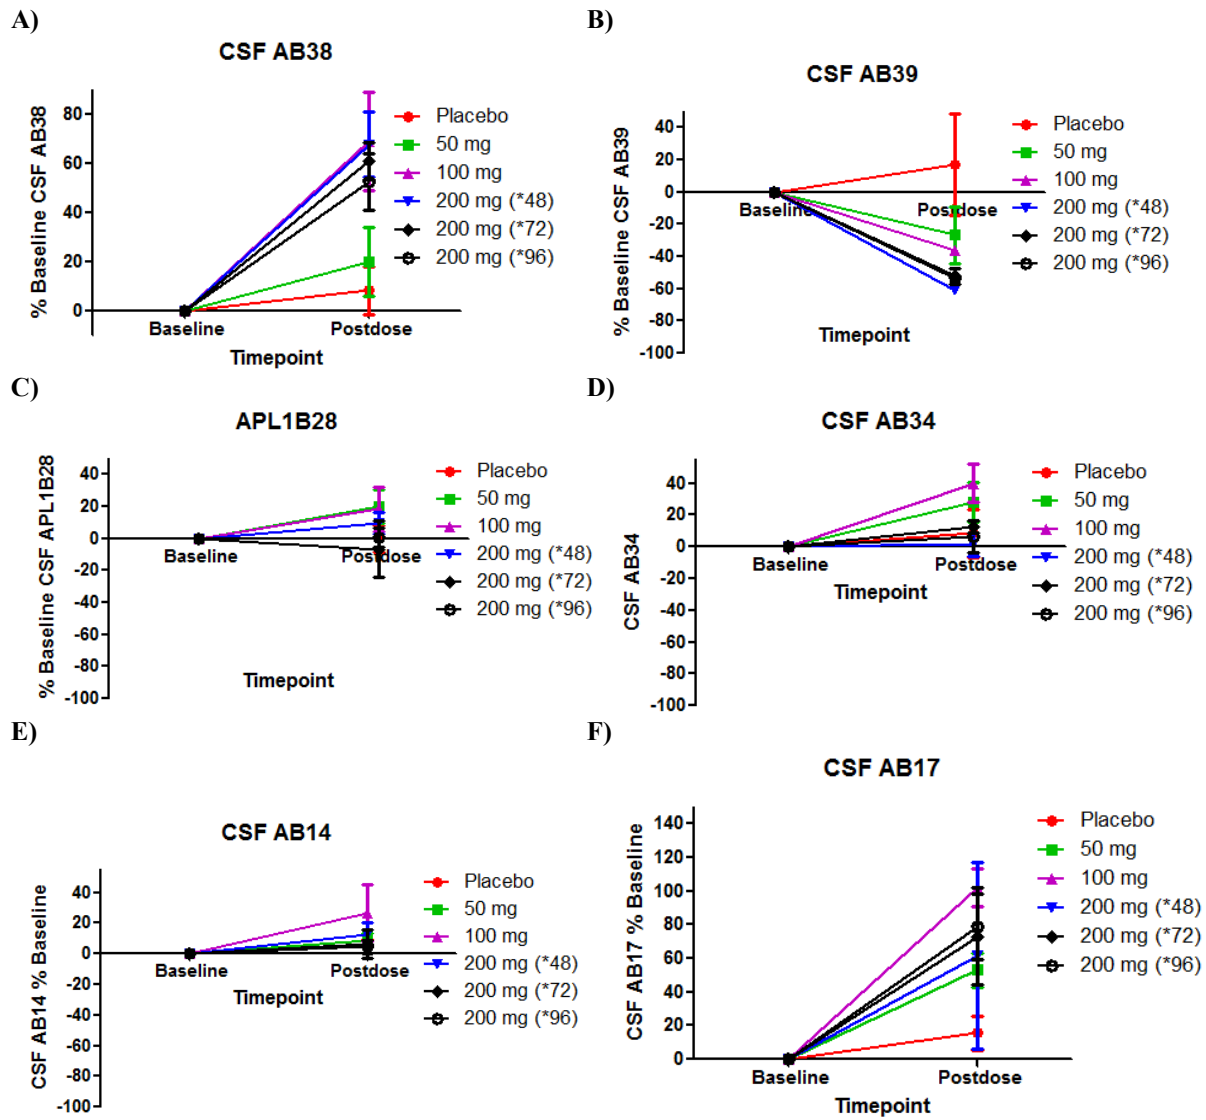 A)
CSF AB38
% Baseline CSF AB38
80
60
40
20
0
Baseline
Postdose
Timepoint
Placebo
50 mg
100 mg
200 mg (*48)
200 mg (*72)
200 mg (*96)
B)
CSF AB39
% Baseline CSF AB39
40
20
0
-20
-40
-60
-80
-100
Baseline
Postdose
Timepoint
Placebo
50 mg
100 mg
200 mg (*48)
200 mg (*72)
200 mg (*96)
C)
APL1B28
% Baseline CSF APL1B28
40
20
0
-20
-40
-60
-80
-100
Baseline
Postdose
Timepoint
Placebo
50 mg
100 mg
200 mg (*48)
200 mg (*72)
200 mg (*96)
D)
CSF AB34
CSF AB34
40
20
0
-20
-40
-60
-80
-100
Baseline
Postdose
Timepoint
Placebo
50 mg
100 mg
200 mg (*48)
200 mg (*72)
200 mg (*96)
E)
CSF AB14
CSF AB14 % Baseline
40
20
0
-20
-40
-60
-80
-100
Baseline
Postdose
Timepoint
Placebo
50 mg
100 mg
200 mg (*48)
200 mg (*72)
200 mg (*96)
F)
CSF AB17
CSF AB17 % Baseline
140
120
100
80
60
40
20
0
Baseline
Postdose
Timepoint
Placebo
50 mg
100 mg
200 mg (*48)
200 mg (*72)
200 mg (*96)